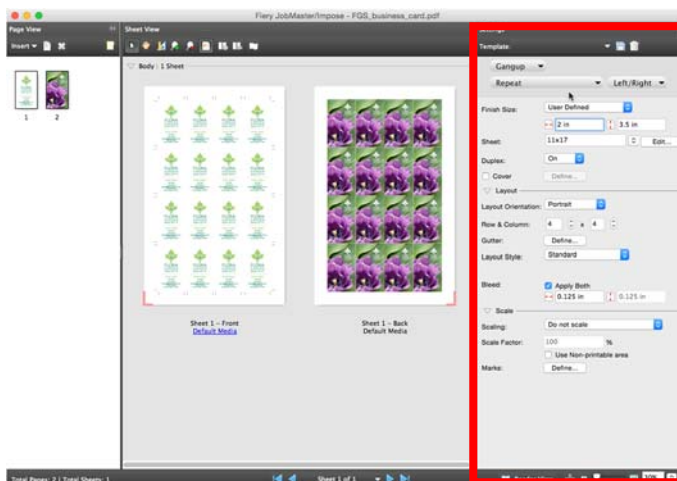 Fiery JobMaster/Impose - FGS_business_card.pdf
Page View
Sheet View
Settings
Insert
Template:
Body : 1 Sheet
Gangup
Repeat Left/Right
1 2
Finish Size: User Defined
2 in 3.5 in
Sheet: 11x17 Edit...
Duplex: On
Cover Define...
Layout
Layout Orientation: Portrait
Row & Column: 4 x 4
Gutter: Define...
Layout Style: Standard
Bleed: Apply Both
0.125 in 0.125 in
Sheet 1 - Front Sheet 1 - Back
Default Media Default Media
Scale
Scaling: Do not scale
Scale Factor: 100 %
Use Non-printable area
Marks: Define...
Total Pages: 2 | Total Sheets: 1 Sheet 1 of 1